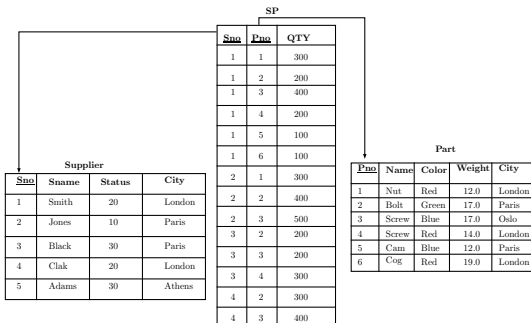 SP
Sno Pno QTY
1 1 300
1 2 200
1 3 400
1 4 200
1 5 100
1 6 100
2 1 300
2 2 400
2 3 500
3 2 200
3 3 200
3 4 300
4 2 300
4 3 400
Supplier
Sno Sname Status City
1 Smith 20 London
2 Jones 10 Paris
3 Black 30 Paris
4 Clak 20 London
5 Adams 30 Athens
Part
Pno Name Color Weight City
1 Nut Red 12.0 London
2 Bolt Green 17.0 Paris
3 Screw Blue 17.0 Oslo
4 Screw Red 14.0 London
5 Cam Blue 12.0 Paris
6 Cog Red 19.0 London